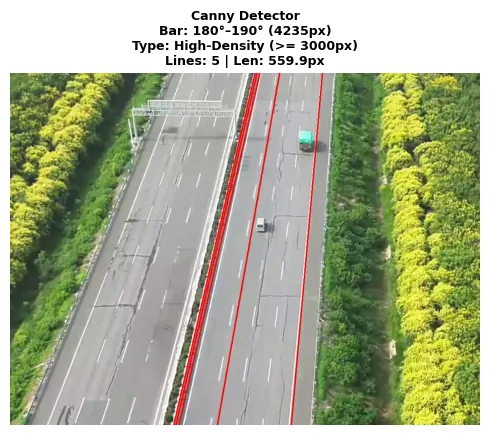 Canny Detector
Bar: 180°–190° (4235px)
Type: High-Density (>= 3000px)
Lines: 5 | Len: 559.9px